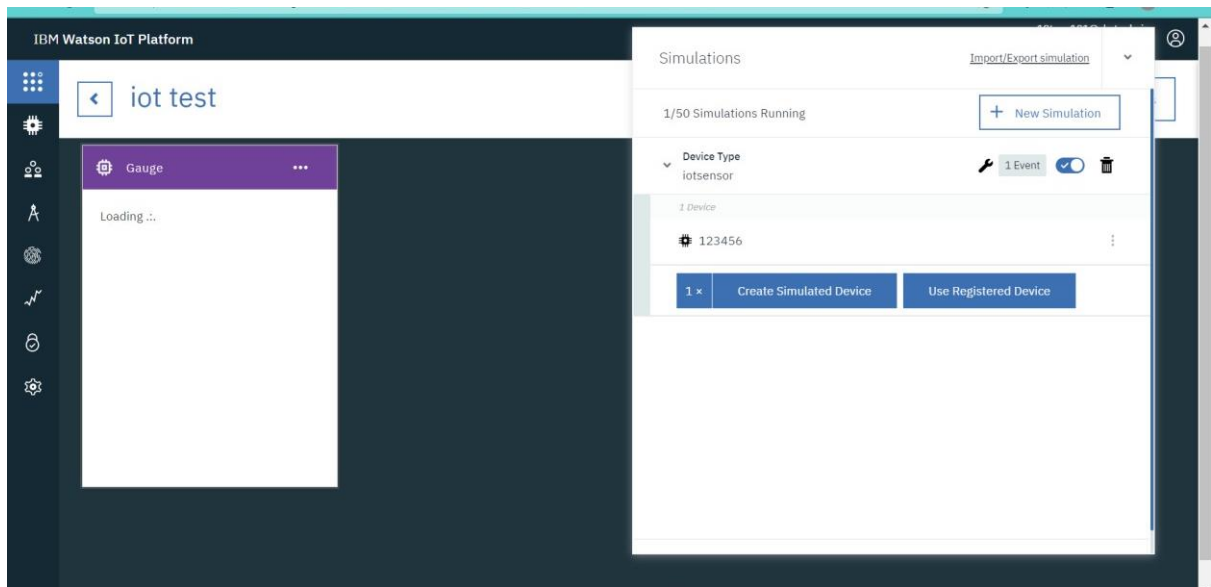 IBM Watson IoT Platform
iot test
Gauge
Loading .:.
Simulations
Import/Export simulation
1/50 Simulations Running
+ New Simulation
Device Type
iotsensor
1 Event
1 Device
123456
1 ×
Create Simulated Device
Use Registered Device